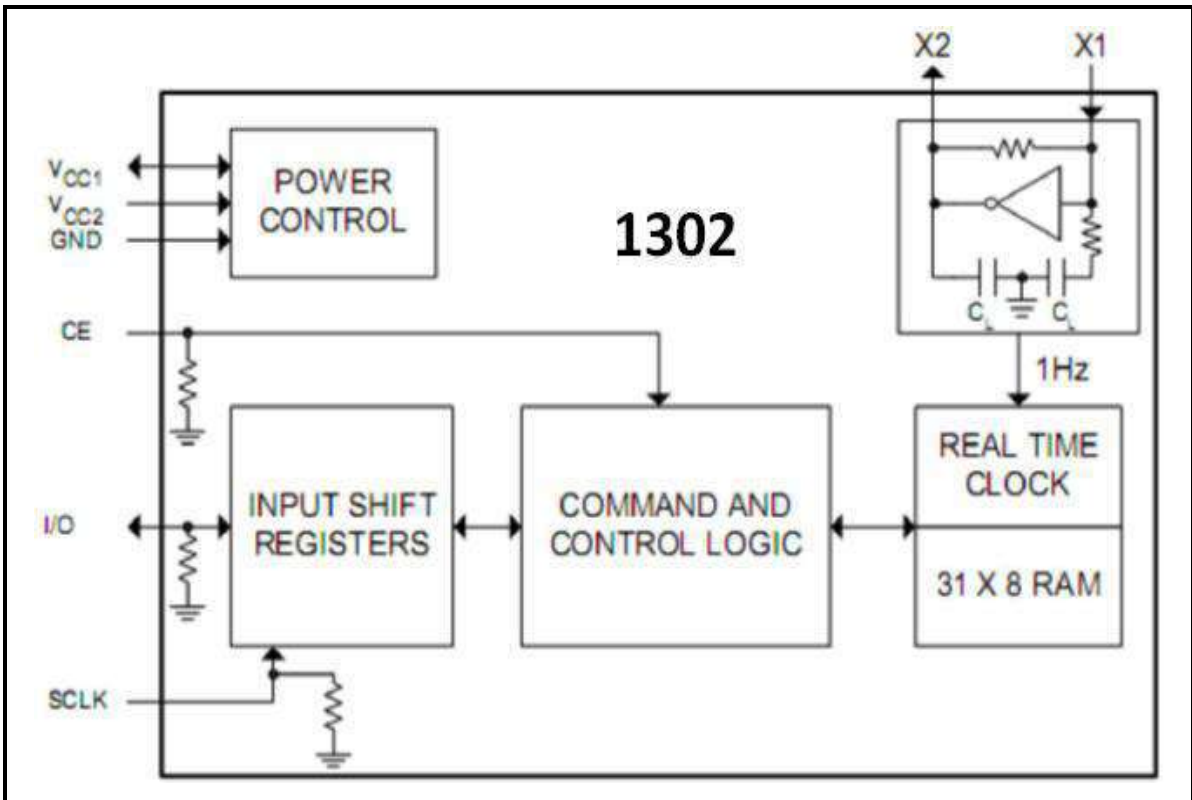 X2
X1
VCC1
VCC2
GND
POWER
CONTROL
1302
CL
CL
CE
1Hz
INPUT SHIFT
REGISTERS
COMMAND AND
CONTROL LOGIC
REAL TIME
CLOCK
I/O
31 X 8 RAM
SCLK